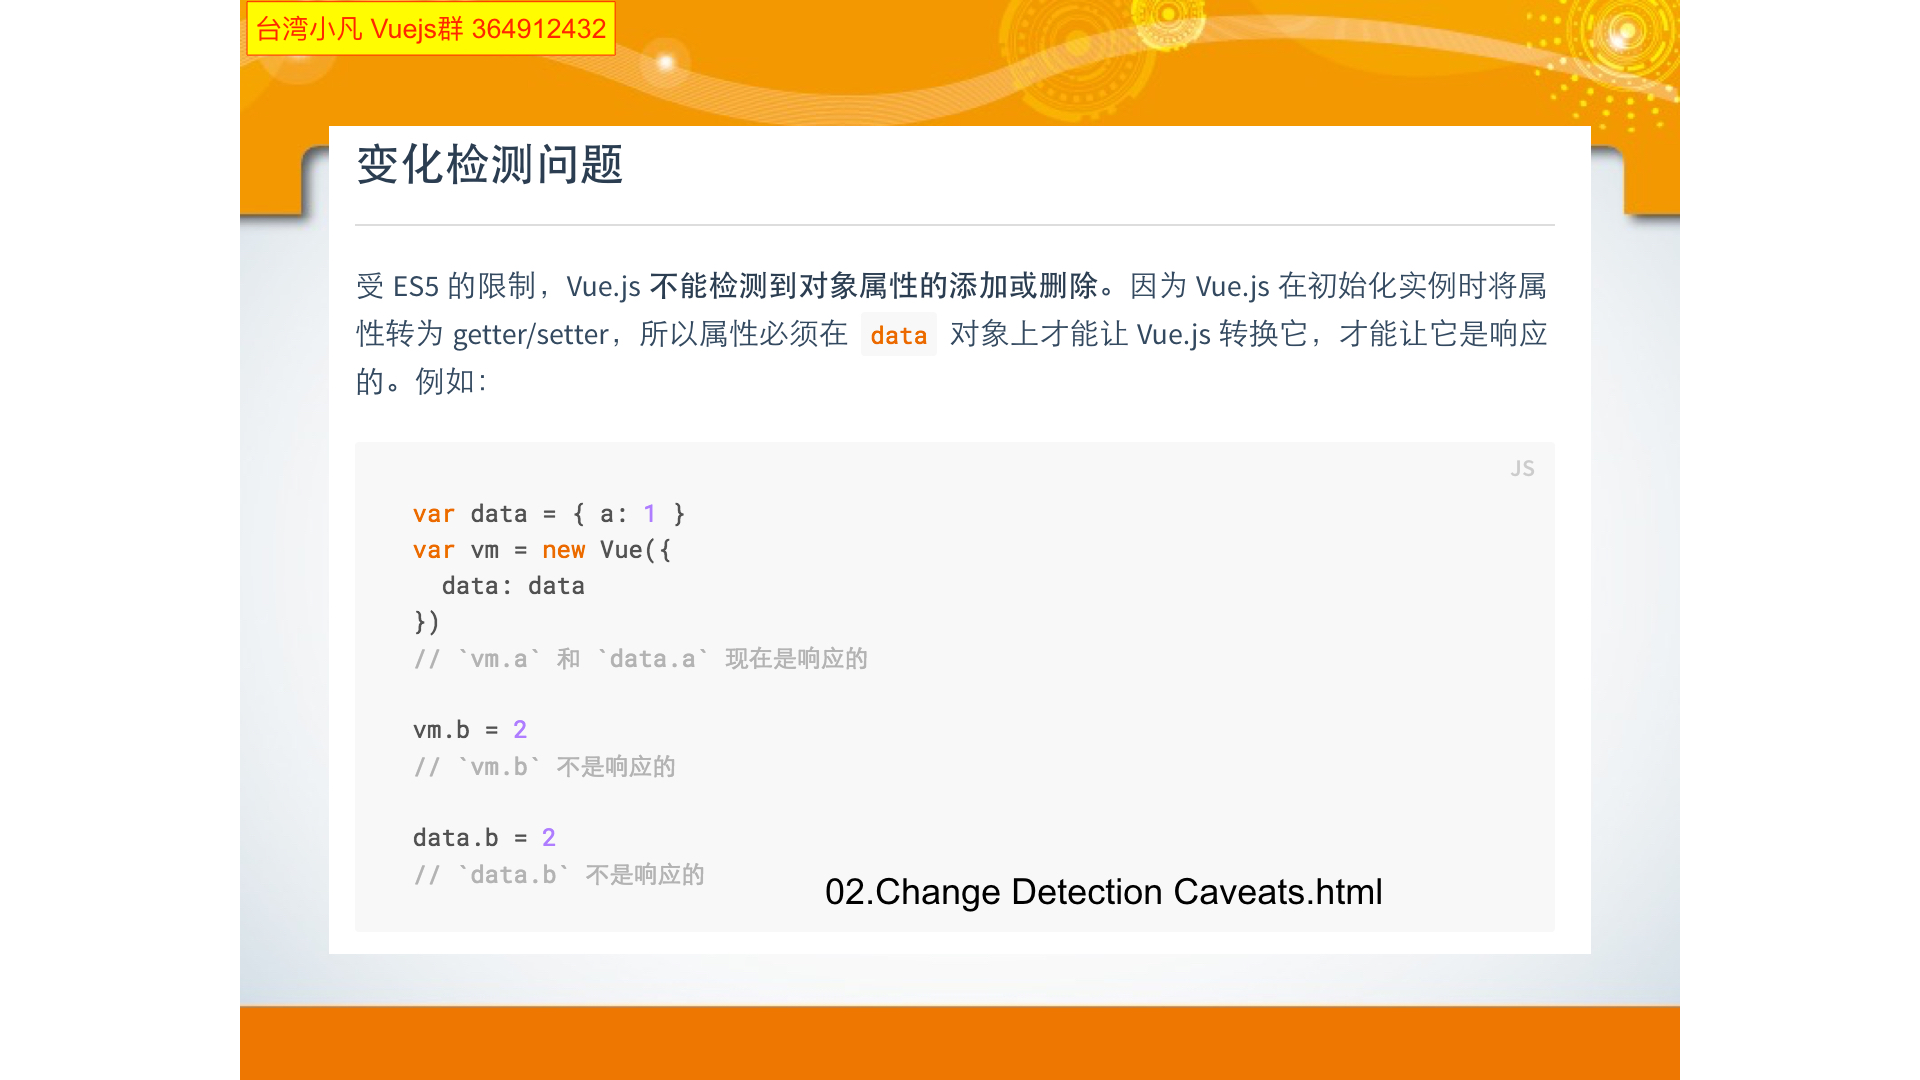 台湾小凡 Vuejs群 364912432
变化检测问题
受 ES5 的限制，Vue.js 不能检测到对象属性的添加或删除。因为 Vue.js 在初始化实例时将属
性转为 getter/setter，所以属性必须在 data 对象上才能让 Vue.js 转换它，才能让它是响应
的。例如：
JS
var data = { a: 1 }
var vm = new Vue({
  data: data
})
// `vm.a` 和 `data.a` 现在是响应的
vm.b = 2
// `vm.b` 不是响应的
data.b = 2
// `data.b` 不是响应的
02.Change Detection Caveats.html